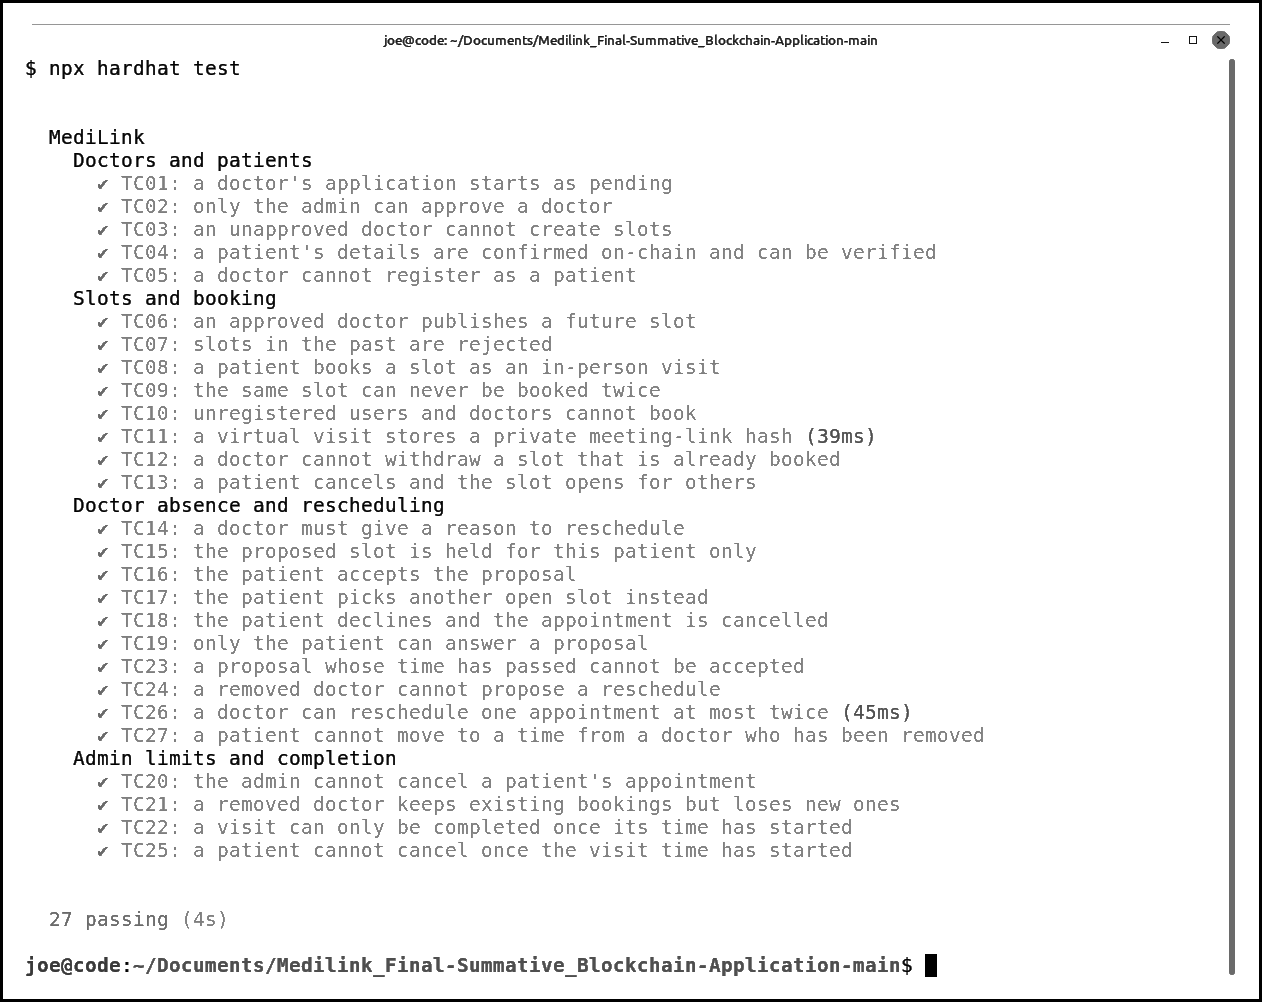 joe@code: ~/Documents/Medilink_Final-Summative_Blockchain-Application-main
$ npx hardhat test
MediLink
Doctors and patients
✔ TC01: a doctor's application starts as pending
✔ TC02: only the admin can approve a doctor
✔ TC03: an unapproved doctor cannot create slots
✔ TC04: a patient's details are confirmed on-chain and can be verified
✔ TC05: a doctor cannot register as a patient
Slots and booking
✔ TC06: an approved doctor publishes a future slot
✔ TC07: slots in the past are rejected
✔ TC08: a patient books a slot as an in-person visit
✔ TC09: the same slot can never be booked twice
✔ TC10: unregistered users and doctors cannot book
✔ TC11: a virtual visit stores a private meeting-link hash (39ms)
✔ TC12: a doctor cannot withdraw a slot that is already booked
✔ TC13: a patient cancels and the slot opens for others
Doctor absence and rescheduling
✔ TC14: a doctor must give a reason to reschedule
✔ TC15: the proposed slot is held for this patient only
✔ TC16: the patient accepts the proposal
✔ TC17: the patient picks another open slot instead
✔ TC18: the patient declines and the appointment is cancelled
✔ TC19: only the patient can answer a proposal
✔ TC23: a proposal whose time has passed cannot be accepted
✔ TC24: a removed doctor cannot propose a reschedule
✔ TC26: a doctor can reschedule one appointment at most twice (45ms)
✔ TC27: a patient cannot move to a time from a doctor who has been removed
Admin limits and completion
✔ TC20: the admin cannot cancel a patient's appointment
✔ TC21: a removed doctor keeps existing bookings but loses new ones
✔ TC22: a visit can only be completed once its time has started
✔ TC25: a patient cannot cancel once the visit time has started
27 passing (4s)
joe@code:~/Documents/Medilink_Final-Summative_Blockchain-Application-main$